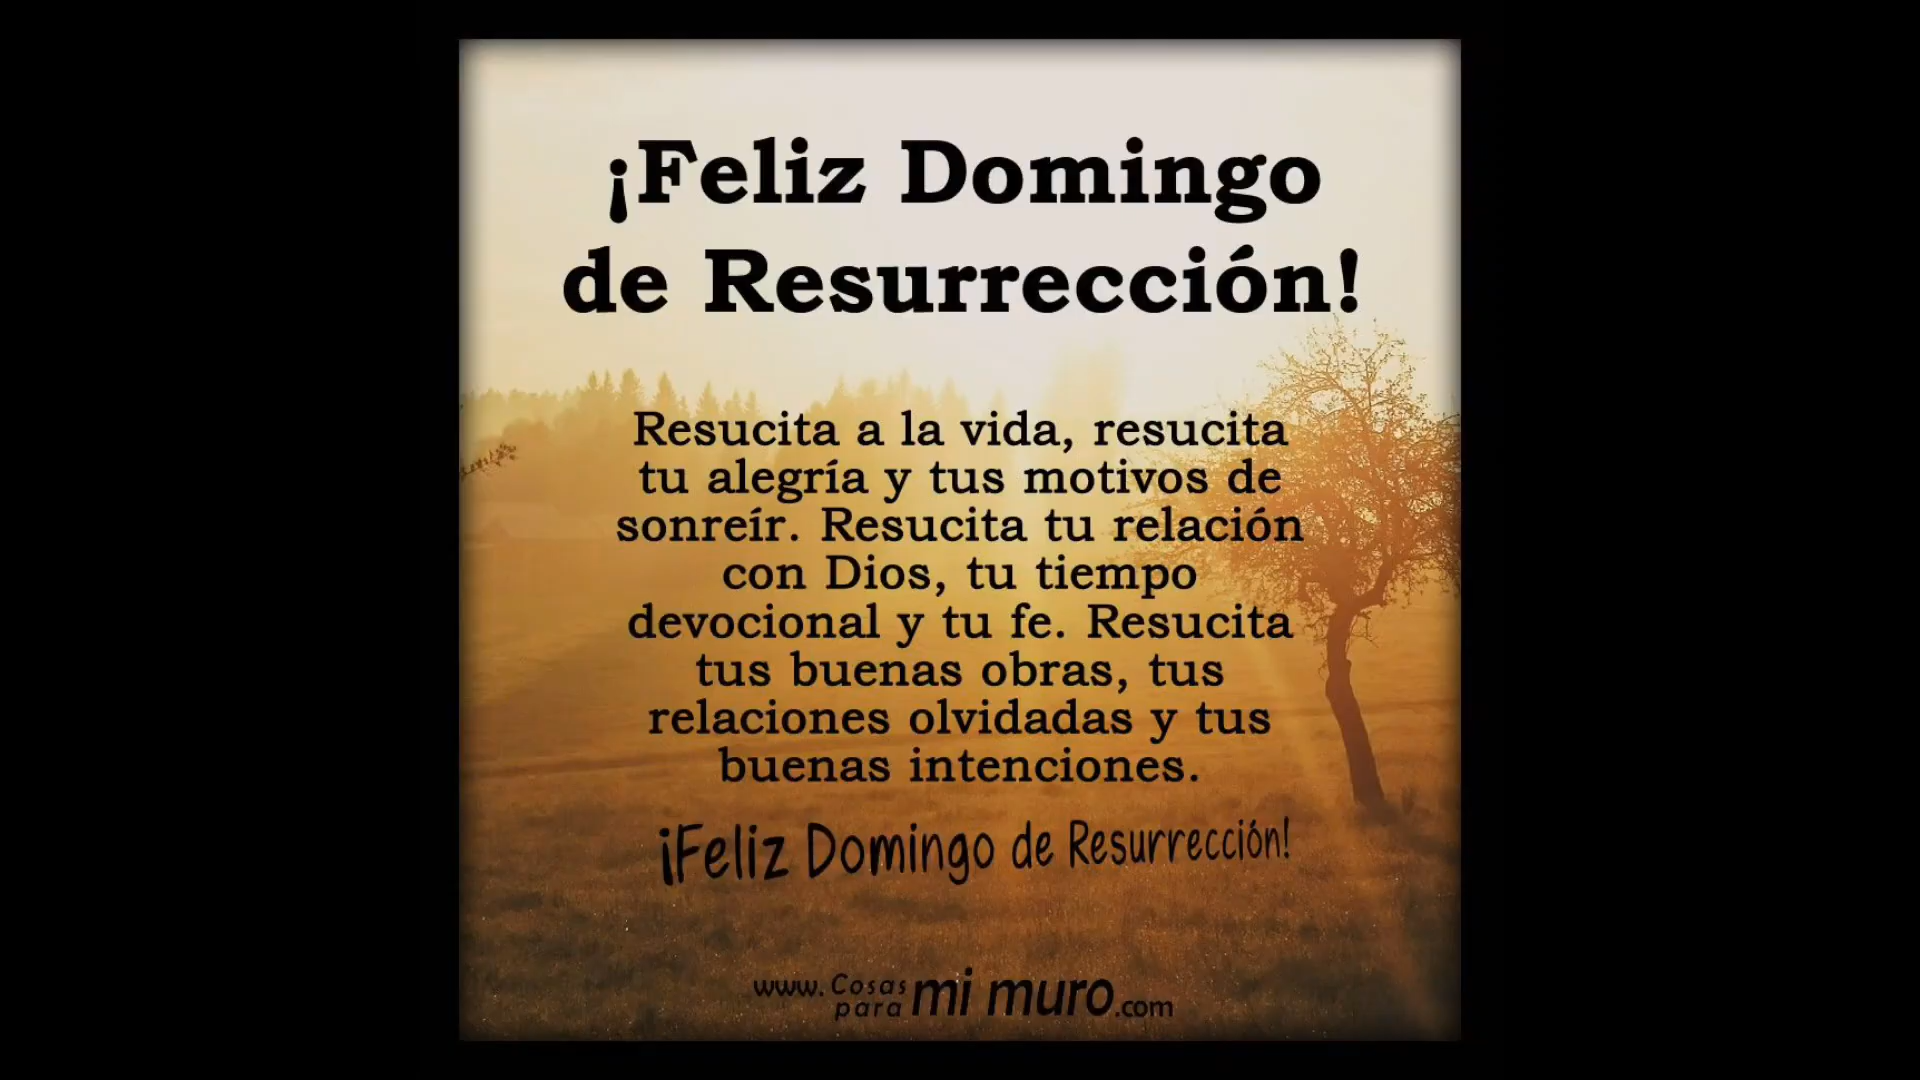 ¡Feliz Domingo
de Resurrección!
Resucita a la vida, resucita
tu alegría y tus motivos de
sonreír. Resucita tu relación
con Dios, tu tiempo
devocional y tu fe. Resucita
tus buenas obras, tus
relaciones olvidadas y tus
buenas intenciones.
¡Feliz Domingo de Resurrección!
www.Cosas para mi muro.com